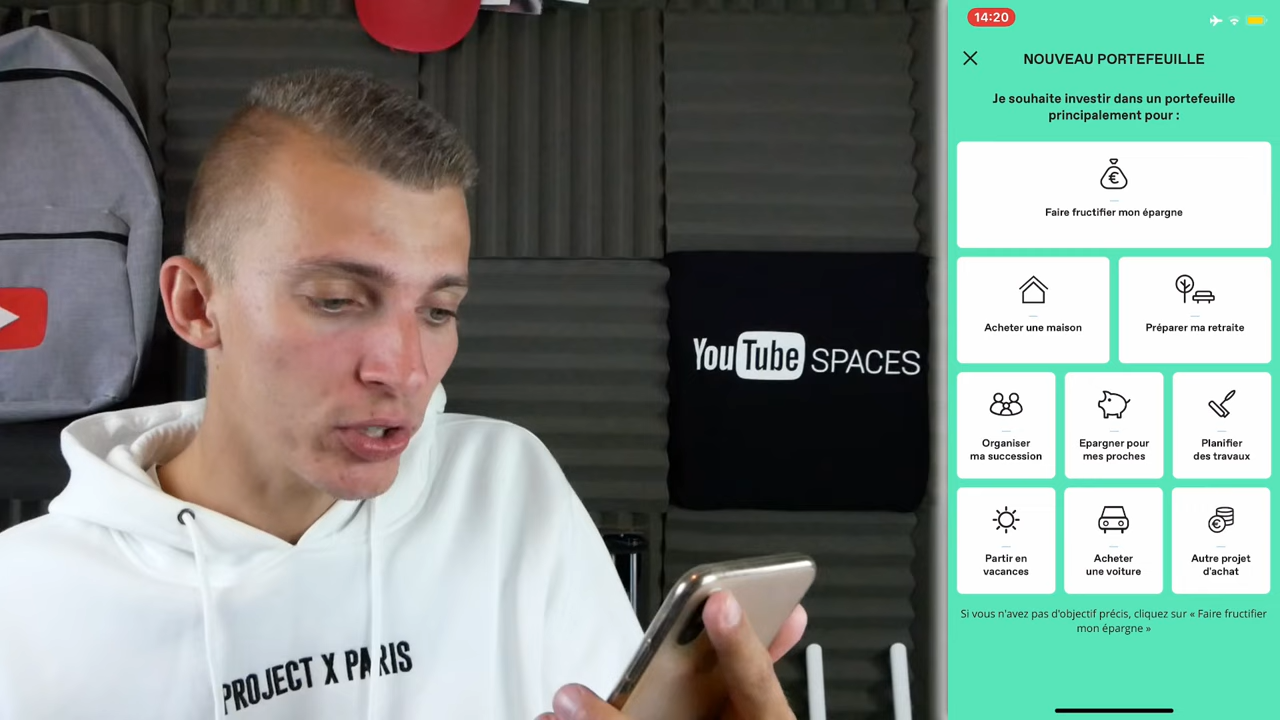 YouTube SPACES
PROJECT X PARIS
14:20
NOUVEAU PORTEFEUILLE
Je souhaite investir dans un portefeuille
principalement pour :
Faire fructifier mon épargne
Acheter une maison
Préparer ma retraite
Organiser
ma succession
Epargner pour
mes proches
Planifier
des travaux
Partir en
vacances
Acheter
une voiture
Autre projet
d'achat
Si vous n'avez pas d'objectif précis, cliquez sur « Faire fructifier
mon épargne »